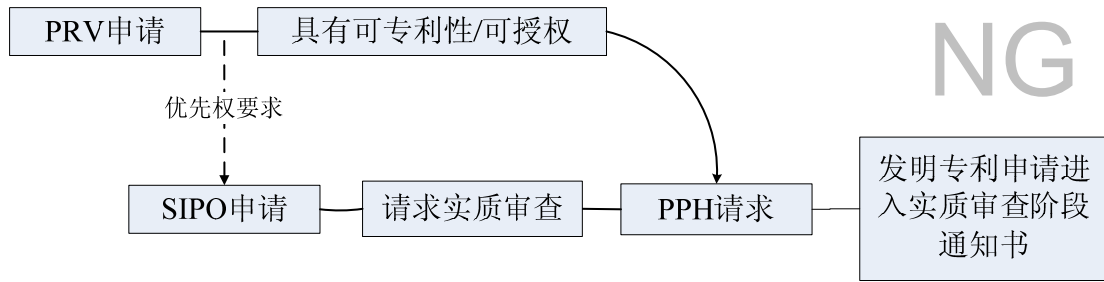 PRV申请
具有可专利性/可授权
NG
优先权要求
SIPO申请
请求实质审查
PPH请求
发明专利申请进
入实质审查阶段
通知书